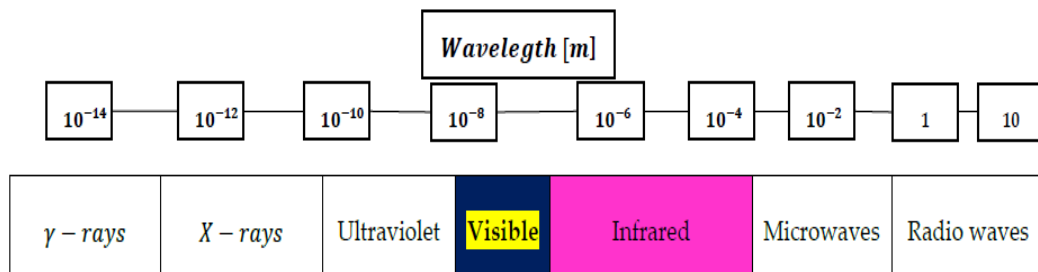 Wavelegth [m]
10⁻¹⁴ 10⁻¹² 10⁻¹⁰ 10⁻⁸ 10⁻⁶ 10⁻⁴ 10⁻² 1 10
γ − rays X − rays Ultraviolet Visible Infrared Microwaves Radio waves